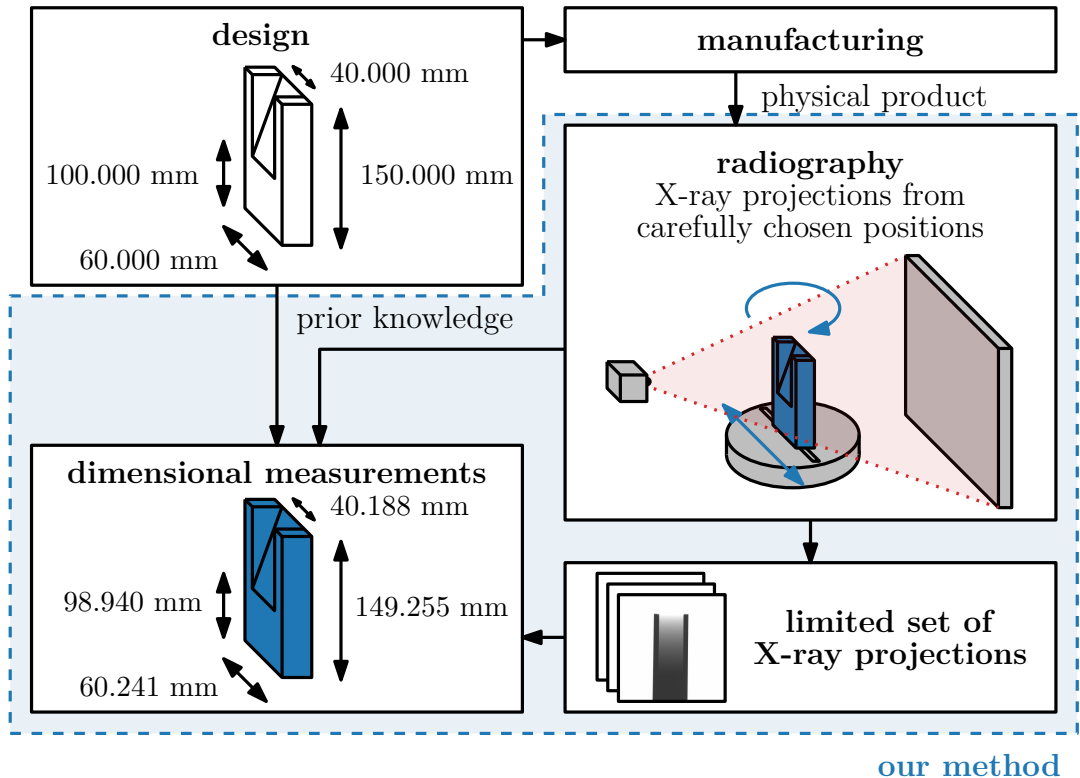 design
40.000 mm
100.000 mm
150.000 mm
60.000 mm
manufacturing
physical product
radiography
X-ray projections from
carefully chosen positions
prior knowledge
dimensional measurements
40.188 mm
98.940 mm
149.255 mm
60.241 mm
limited set of
X-ray projections
our method